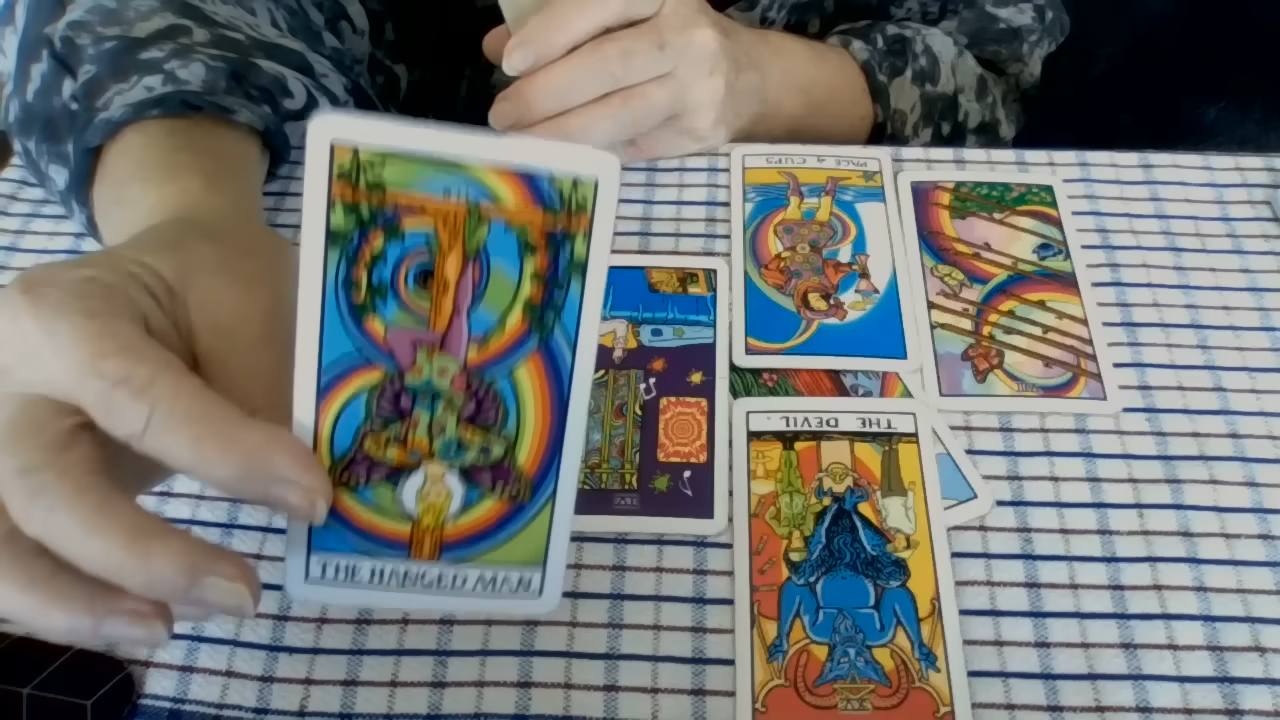 THE HANGED MAN
PAGE of CUPS
THE DEVIL.